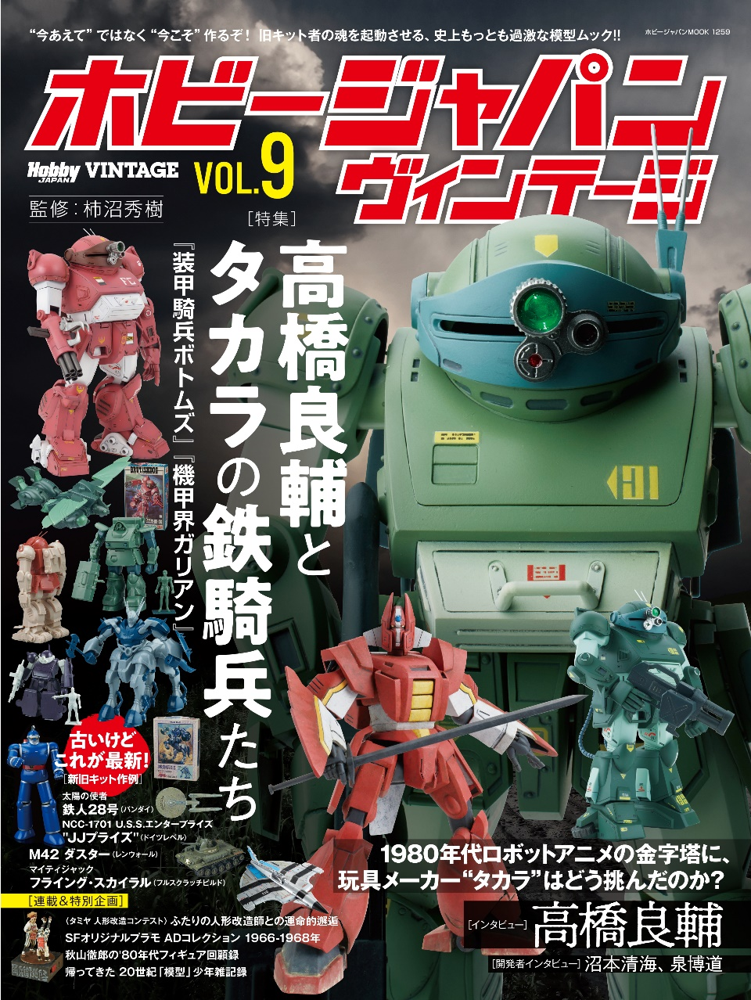 “今あえて” ではなく “今こそ” 作るぞ! 旧キット者の魂を起動させる、史上もっとも過激な模型ムック!!
ホビージャパンMOOK 1259
ホビージャパン
ヴィンテージ
Hobby JAPAN VINTAGE
VOL.9
監修:柿沼秀樹
[特集]
高橋良輔と
タカラの鉄騎兵たち
『装甲騎兵ボトムズ』『機甲界ガリアン』
FC
131
古いけど
これが最新!
[新旧キット作例]
太陽の使者
鉄人28号(バンダイ)
NCC-1701 U.S.S.エンタープライズ
"JJプライズ"(ドイツレベル)
M42 ダスター(レンウォール)
マイティジャック
フライング・スカイラル(フルスクラッチビルド)
[連載&特別企画]
〈タミヤ 人形改造コンテスト〉ふたりの人形改造師との運命的邂逅
SFオリジナルプラモ ADコレクション 1966-1968年
秋山徹郎の'80年代フィギュア回顧録
帰ってきた 20世紀「模型」少年雑記録
1980年代ロボットアニメの金字塔に、
玩具メーカー“タカラ”はどう挑んだのか?
[インタビュー] 高橋良輔
[開発者インタビュー] 沼本清海、泉博道